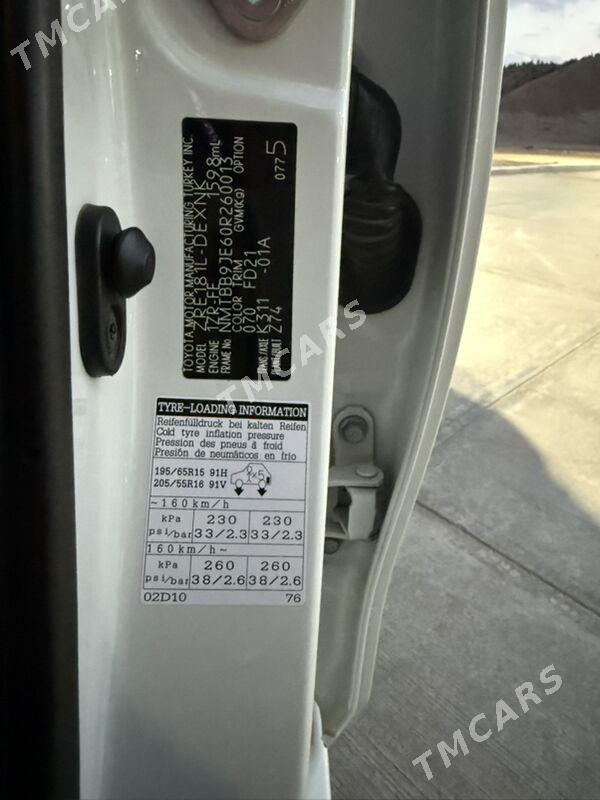 TMCARS
TOYOTA MOTOR MANUFACTURING TURKEY INC.
MODEL ZRE181L-DEXNK
ENGINE 1ZR-FE 1598mL
FRAME No. NMTBB9JE60R260013
COLOR TRIM GVM(Kg) OPTION
070 FD21 0775
TRANS/AXLE K311 -01A
PLANT/SUIT Z74
TMCARS
TYRE-LOADING INFORMATION
Reifenfülldruck bei kalten Reifen
Cold tyre inflation pressure
Pression des pneus à froid
Presión de neumáticos en frio
195/65R15 91H
205/55R16 91V
×5
~160km/h
kPa 230 230
psi/bar 33/2.3 33/2.3
160km/h~
kPa 260 260
psi/bar 38/2.6 38/2.6
02D10 76
TMCARS